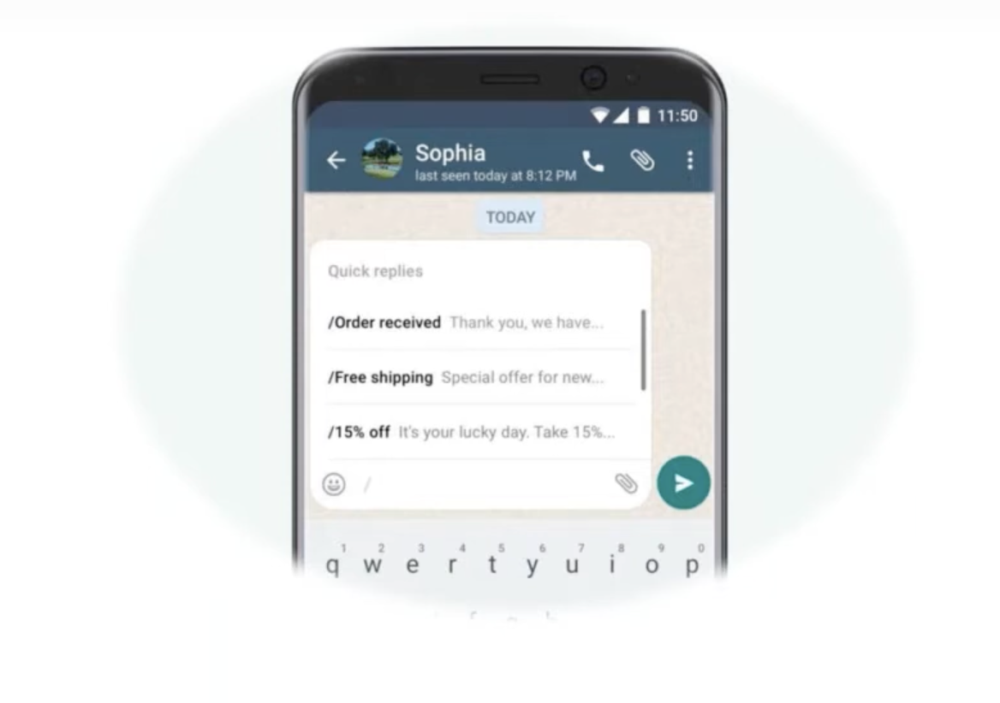 11:50
Sophia
last seen today at 8:12 PM
TODAY
Quick replies
/Order received Thank you, we have...
/Free shipping Special offer for new...
/15% off It's your lucky day. Take 15%...
/
1 2 3 4 5 6 7 8 9 0
q w e r t y u i o p